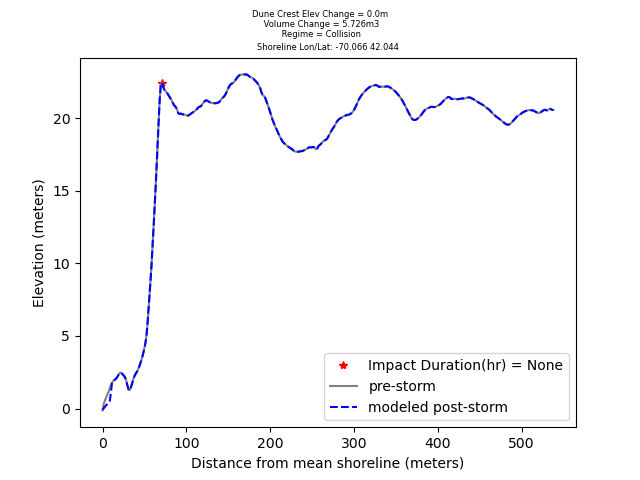 Dune Crest Elev Change = 0.0m
Volume Change = 5.726m3
Regime = Collision
Shoreline Lon/Lat: -70.066 42.044
Elevation (meters)
20
15
10
5
0
Impact Duration(hr) = None
pre-storm
modeled post-storm
0 100 200 300 400 500
Distance from mean shoreline (meters)